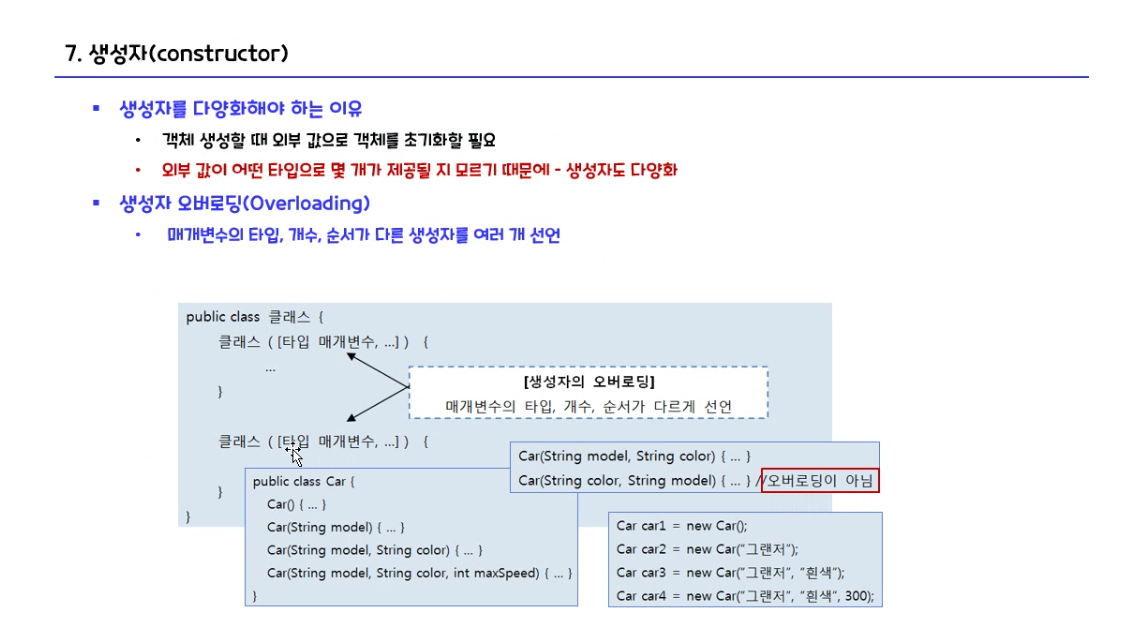 7. 생성자(constructor)
▪ 생성자를 다양화해야 하는 이유
• 객체 생성할 때 외부 값으로 객체를 초기화할 필요
• 외부 값이 어떤 타입으로 몇 개가 제공될 지 모르기 때문에 - 생성자도 다양화
▪ 생성자 오버로딩(Overloading)
• 매개변수의 타입, 개수, 순서가 다른 생성자를 여러 개 선언
public class 클래스 {
클래스 ( [타입 매개변수, ...] ) {
...
}
[생성자의 오버로딩]
매개변수의 타입, 개수, 순서가 다르게 선언
클래스 ( [타입 매개변수, ...] ) {
}
}
Car(String model, String color) { ... }
Car(String color, String model) { ... } //오버로딩이 아님
public class Car {
Car() { ... }
Car(String model) { ... }
Car(String model, String color) { ... }
Car(String model, String color, int maxSpeed) { ... }
}
Car car1 = new Car();
Car car2 = new Car("그랜저");
Car car3 = new Car("그랜저", "흰색");
Car car4 = new Car("그랜저", "흰색", 300);